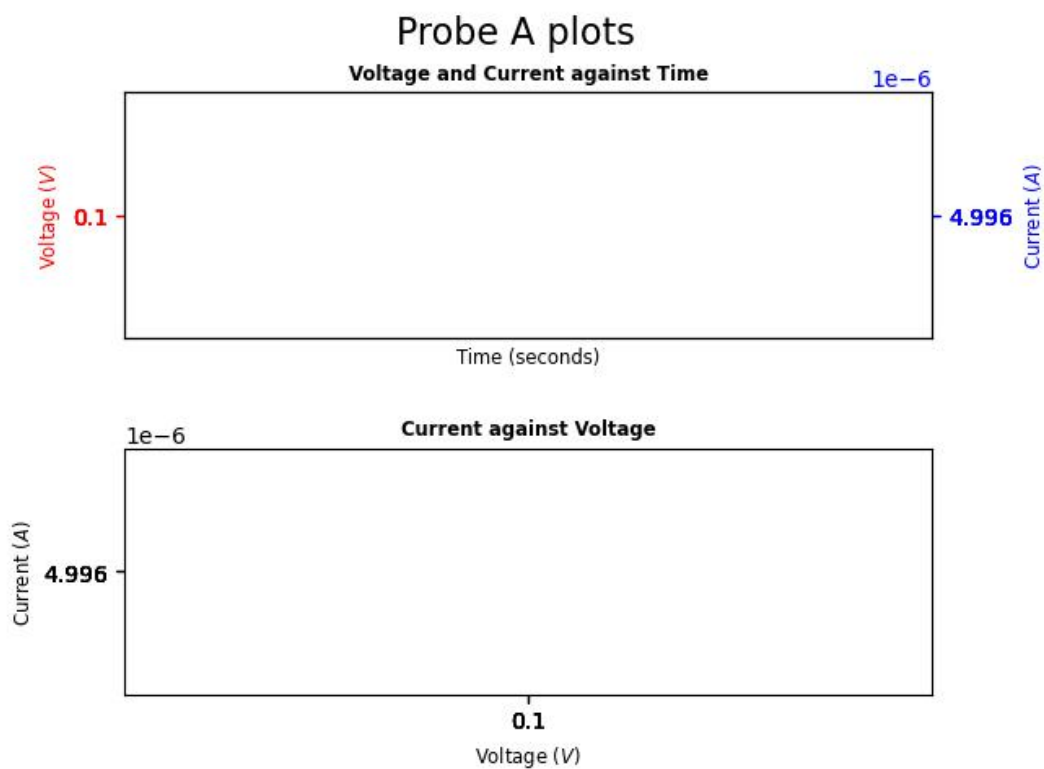 Probe A plots
Voltage and Current against Time
1e−6
Voltage (V)
0.1
4.996
Current (A)
Time (seconds)
Current against Voltage
1e−6
Current (A)
4.996
0.1
Voltage (V)